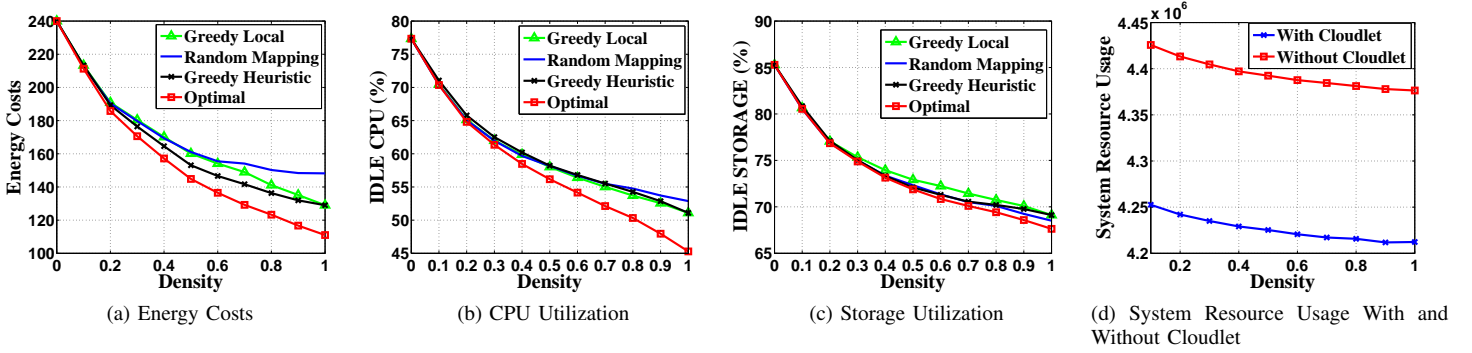 240
220
200
180
160
140
120
100
Energy Costs
Greedy Local
Random Mapping
Greedy Heuristic
Optimal
0 0.2 0.4 0.6 0.8 1
Density
(a) Energy Costs
80
75
70
65
60
55
50
45
IDLE CPU (%)
Greedy Local
Random Mapping
Greedy Heuristic
Optimal
0 0.1 0.2 0.3 0.4 0.5 0.6 0.7 0.8 0.9 1
Density
(b) CPU Utilization
90
85
80
75
70
65
IDLE STORAGE (%)
Greedy Local
Random Mapping
Greedy Heuristic
Optimal
0 0.1 0.2 0.3 0.4 0.5 0.6 0.7 0.8 0.9 1
Density
(c) Storage Utilization
x 10^6
4.45
4.4
4.35
4.3
4.25
4.2
System Resource Usage
With Cloudlet
Without Cloudlet
0.2 0.4 0.6 0.8 1
Density
(d) System Resource Usage With and
Without Cloudlet